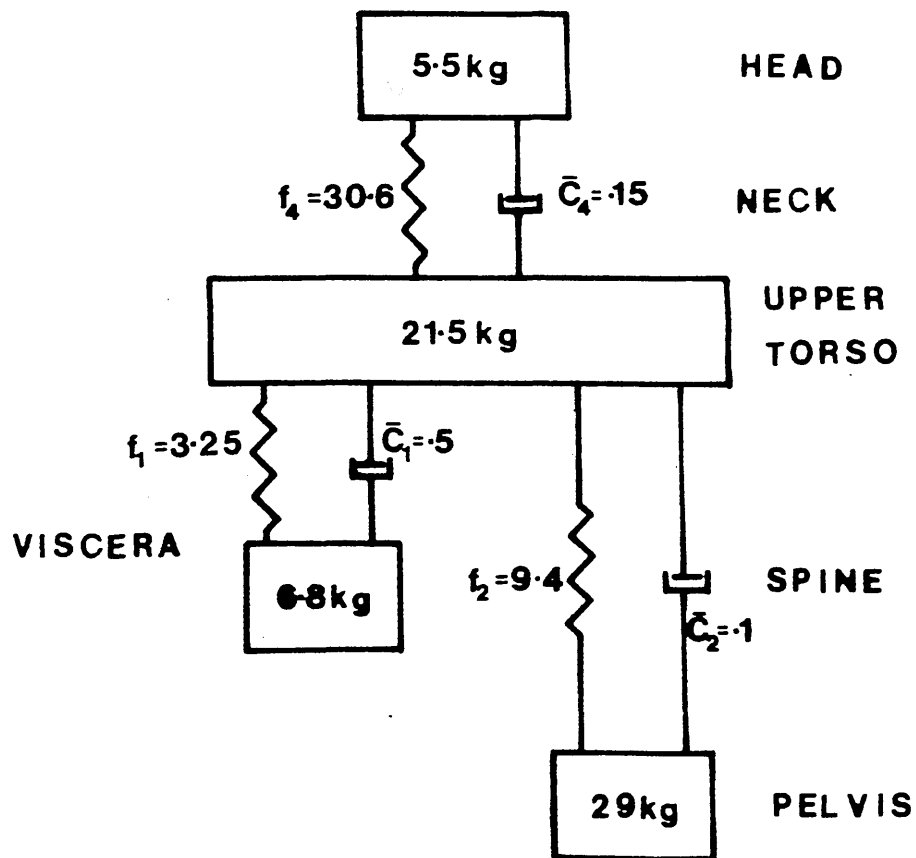 5·5kg
HEAD
f₄=30·6
C̄₄=·15
NECK
UPPER
TORSO
21·5kg
f₁=3·25
C̄₁=·5
VISCERA
6·8kg
f₂=9·4
C̄₂=·1
SPINE
29kg
PELVIS